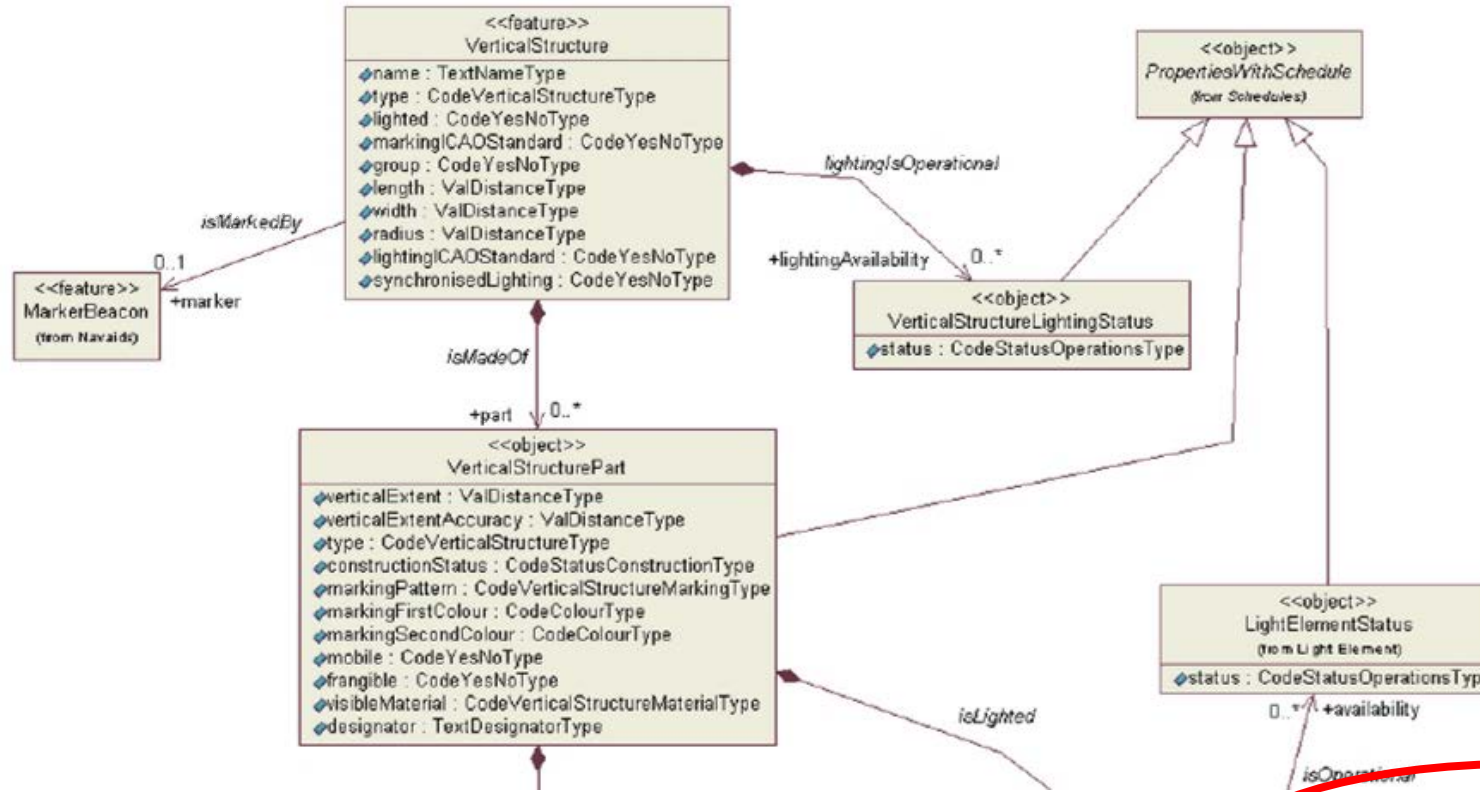 <<feature>>
VerticalStructure
name : TextNameType
type : CodeVerticalStructureType
lighted : CodeYesNoType
markingICAOStandard : CodeYesNoType
group : CodeYesNoType
length : ValDistanceType
width : ValDistanceType
radius : ValDistanceType
lightingICAOStandard : CodeYesNoType
synchronisedLighting : CodeYesNoType
<<object>>
PropertiesWithSchedule
(from Schedules)
lightingIsOperational
isMarkedBy
0..1
+marker
<<feature>>
MarkerBeacon
(from Navaids)
+lightingAvailability
0..*
<<object>>
VerticalStructureLightingStatus
status : CodeStatusOperationsType
isMadeOf
+part
0..*
<<object>>
VerticalStructurePart
verticalExtent : ValDistanceType
verticalExtentAccuracy : ValDistanceType
type : CodeVerticalStructureType
constructionStatus : CodeStatusConstructionType
markingPattern : CodeVerticalStructureMarkingType
markingFirstColour : CodeColourType
markingSecondColour : CodeColourType
mobile : CodeYesNoType
frangible : CodeYesNoType
visibleMaterial : CodeVerticalStructureMaterialType
designator : TextDesignatorType
<<object>>
LightElementStatus
(from Light Element)
status : CodeStatusOperationsTyp
0..*
+availability
isLighted
isOperational